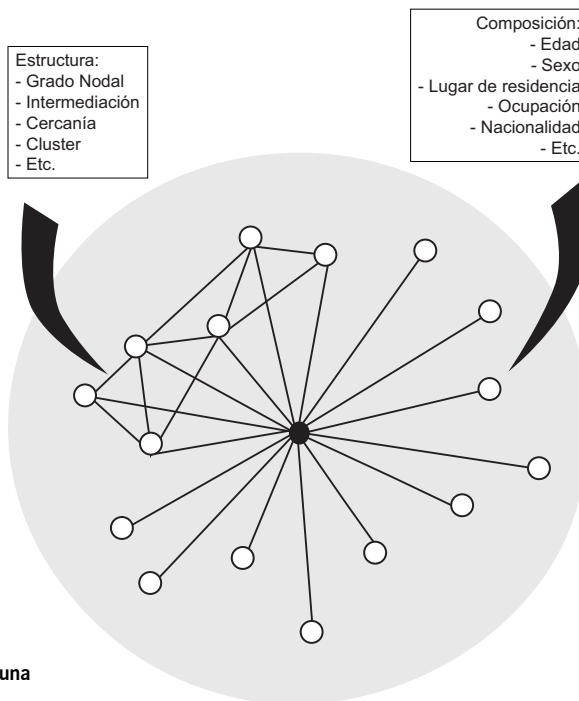 Estructura:
- Grado Nodal
- Intermediación
- Cercanía
- Cluster
- Etc.
Composición:
- Edad
- Sexo
- Lugar de residencia
- Ocupación
- Nacionalidad
- Etc.
una